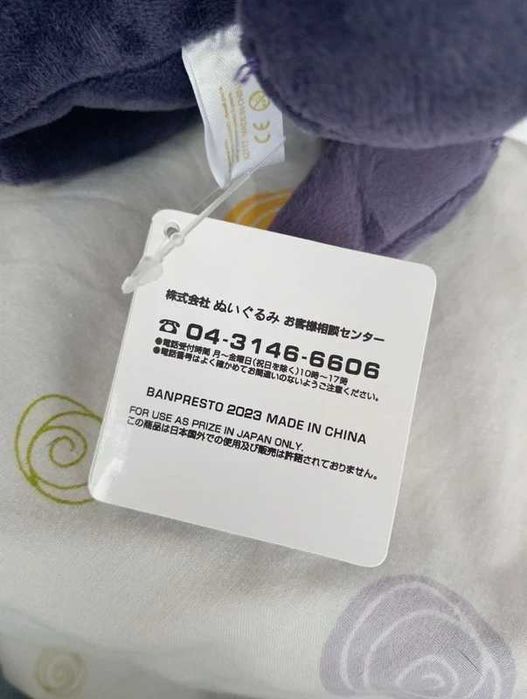 株式会社 ぬいぐるみ お客様相談センター
☎ 04-3146-6606
●電話受付時間 月〜金曜日(祝日を除く)10時〜17時
●電話番号はよく確かめてお間違いのないようご注意ください。
BANPRESTO 2023 MADE IN CHINA
FOR USE AS PRIZE IN JAPAN ONLY.
この商品は日本国外での使用及び販売は許諾されておりません。
CE